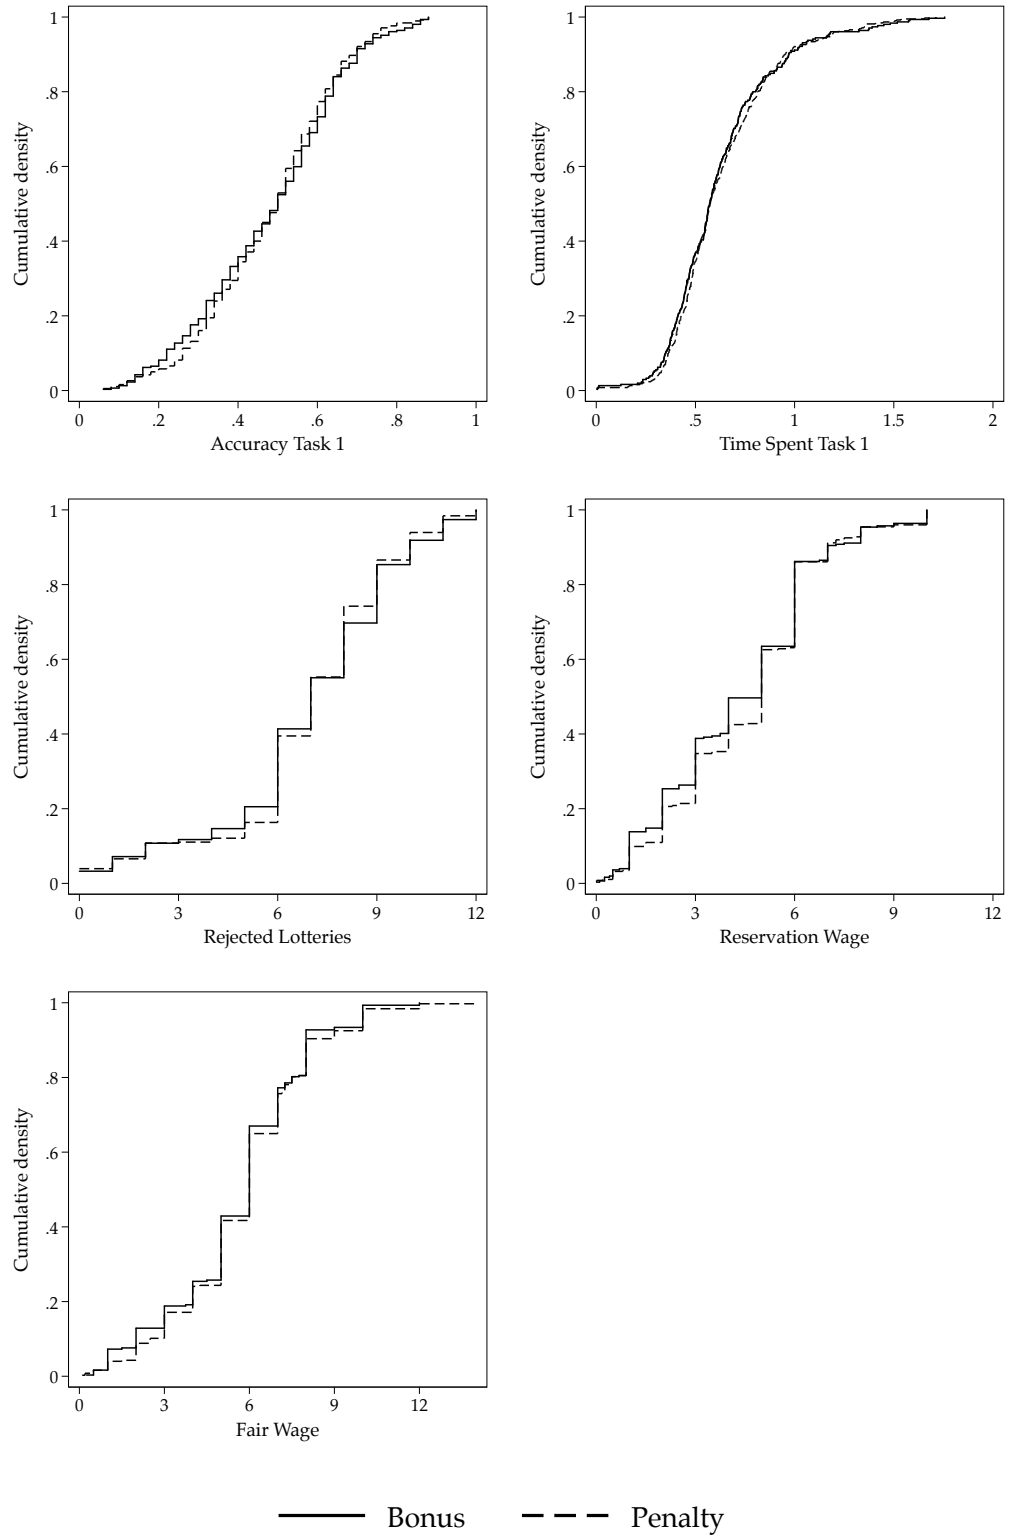 Cumulative density
1
.8
.6
.4
.2
0
0 .2 .4 .6 .8 1
Accuracy Task 1
Cumulative density
1
.8
.6
.4
.2
0
0 .5 1 1.5 2
Time Spent Task 1
Cumulative density
1
.8
.6
.4
.2
0
0 3 6 9 12
Rejected Lotteries
Cumulative density
1
.8
.6
.4
.2
0
0 3 6 9 12
Reservation Wage
Cumulative density
1
.8
.6
.4
.2
0
0 3 6 9 12
Fair Wage
Bonus Penalty